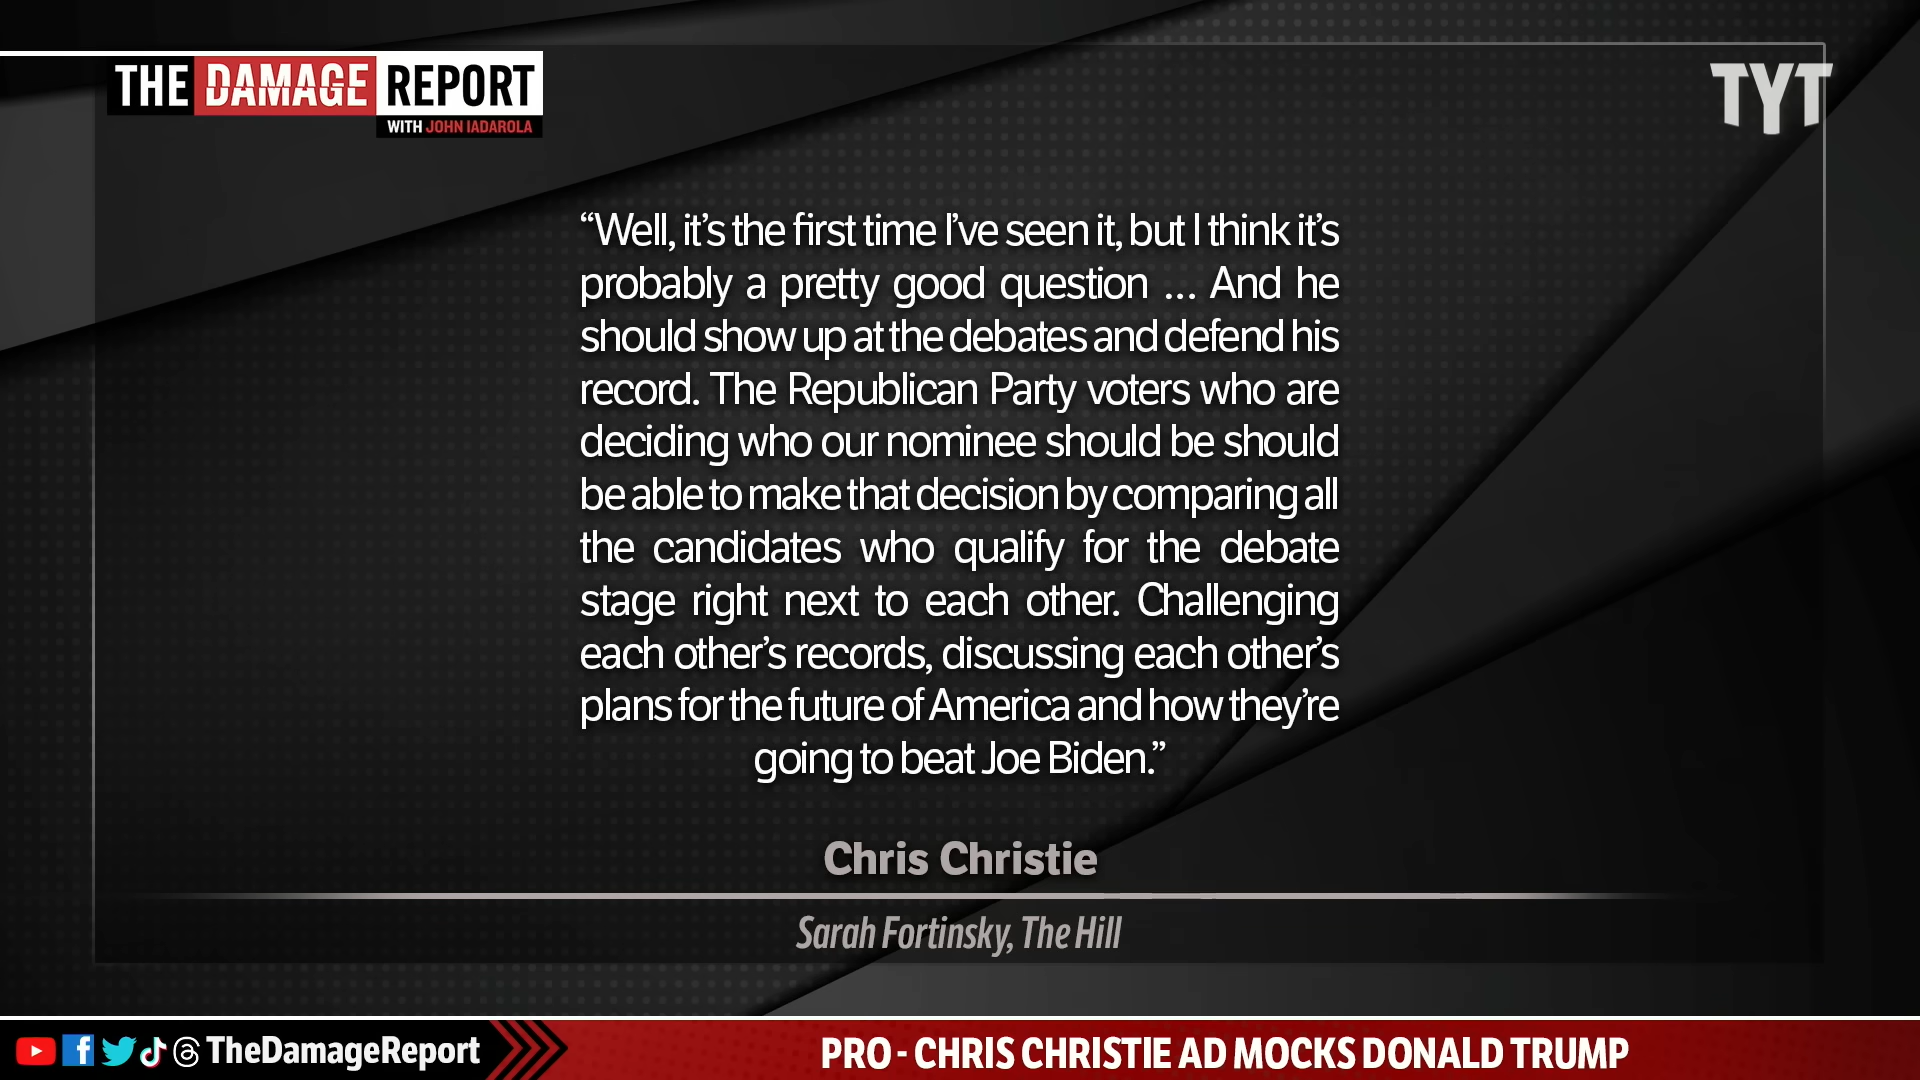 THE DAMAGE REPORT
WITH JOHN IADAROLA
TYT
“Well, it’s the first time I’ve seen it, but I think it’s
probably a pretty good question ... And he
should show up at the debates and defend his
record. The Republican Party voters who are
deciding who our nominee should be should
be able to make that decision by comparing all
the candidates who qualify for the debate
stage right next to each other. Challenging
each other’s records, discussing each other’s
plans for the future of America and how they’re
going to beat Joe Biden.”
Chris Christie
Sarah Fortinsky, The Hill
TheDamageReport
PRO - CHRIS CHRISTIE AD MOCKS DONALD TRUMP